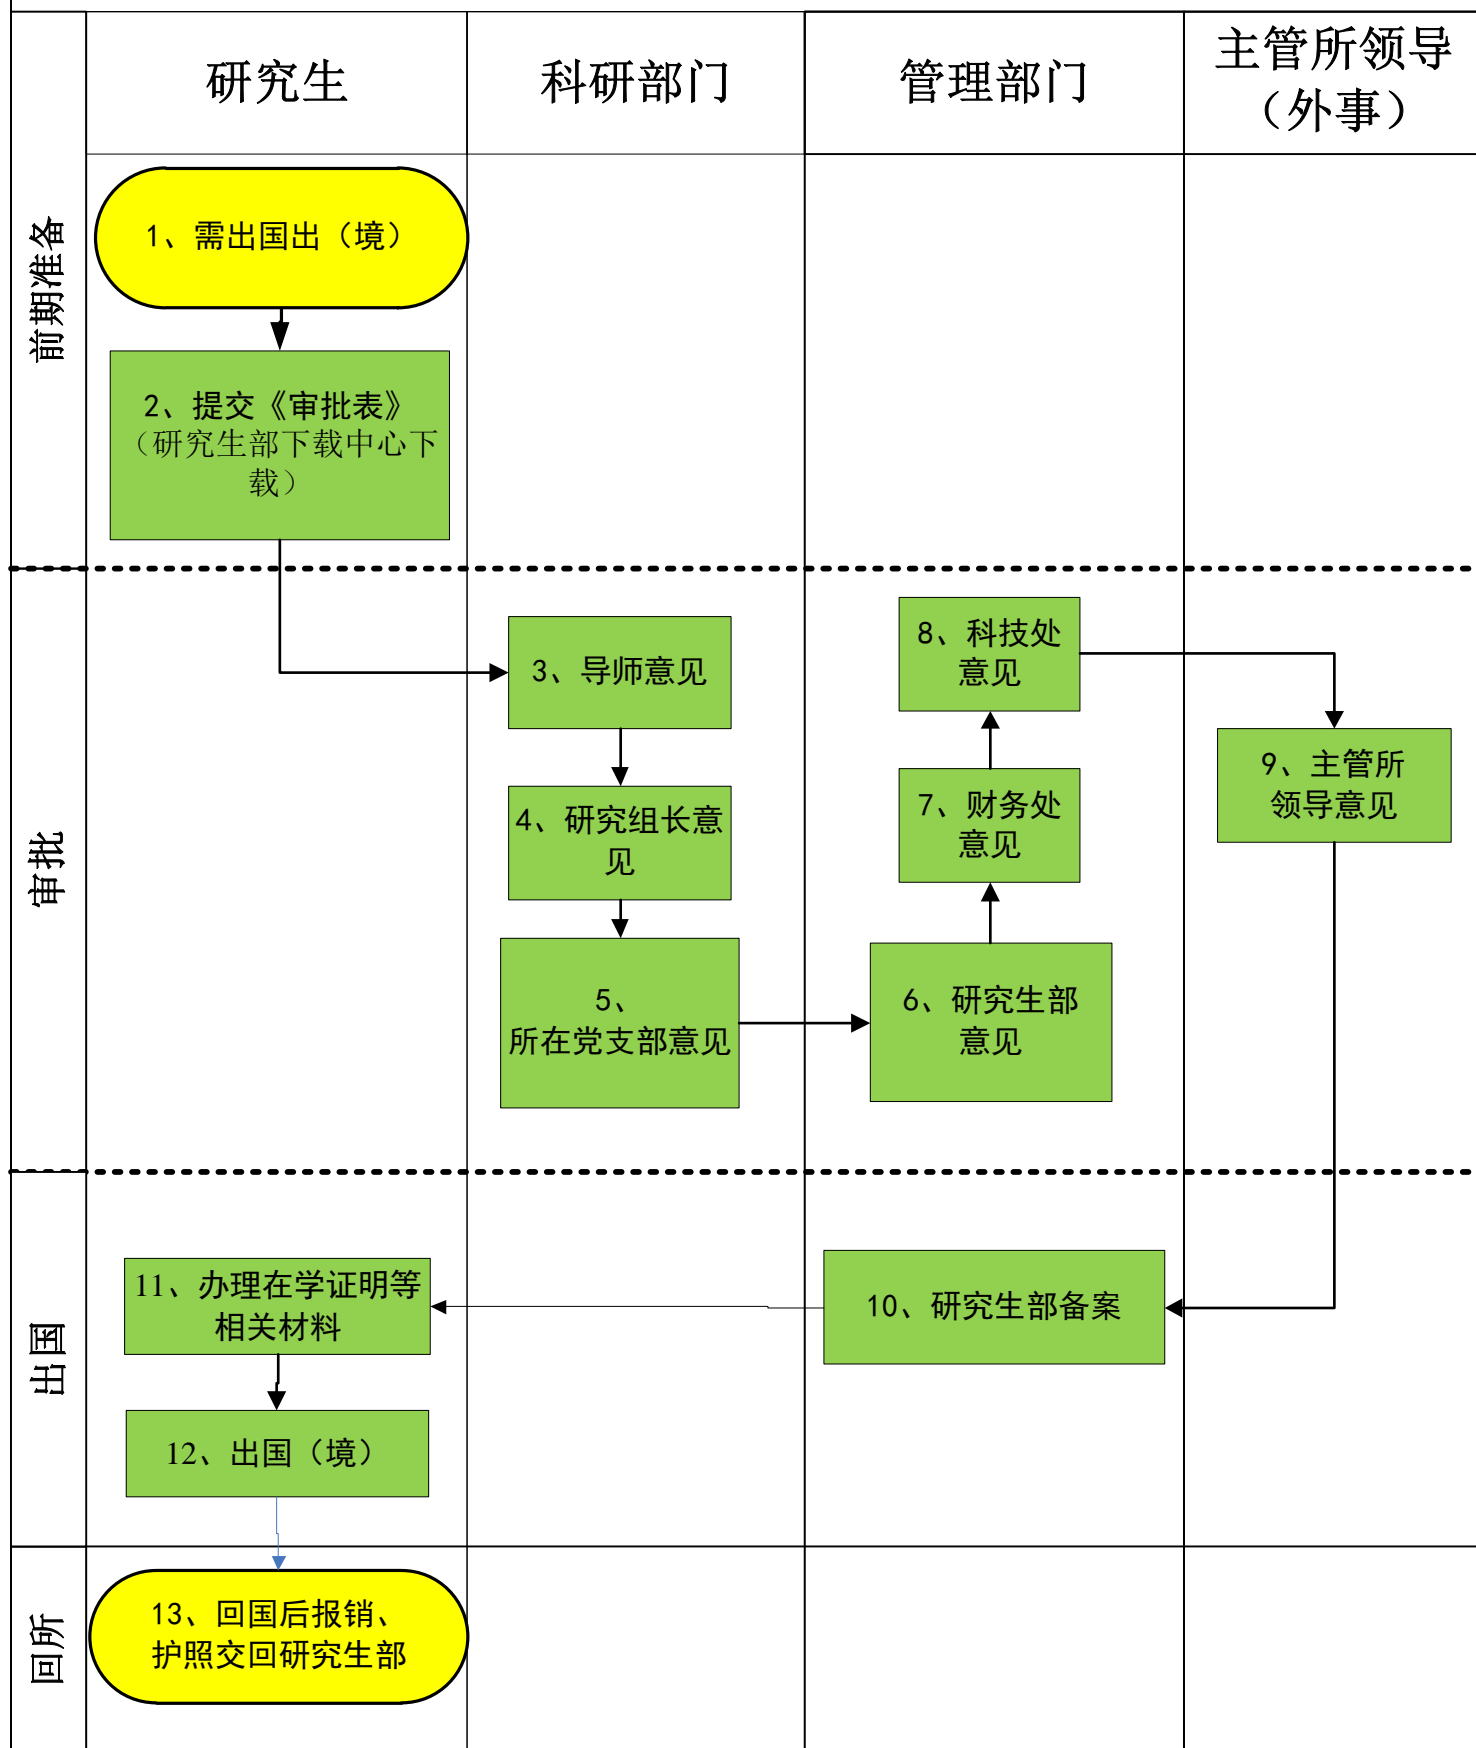 研究生
科研部门
管理部门
主管所领导
（外事）
前期准备
1、需出国出（境）
2、提交《审批表》
（研究生部下载中心下
载）
审批
3、导师意见
4、研究组长意
见
5、
所在党支部意见
6、研究生部
意见
7、财务处
意见
8、科技处
意见
9、主管所
领导意见
出国
10、研究生部备案
11、办理在学证明等
相关材料
12、出国（境）
回所
13、回国后报销、
护照交回研究生部